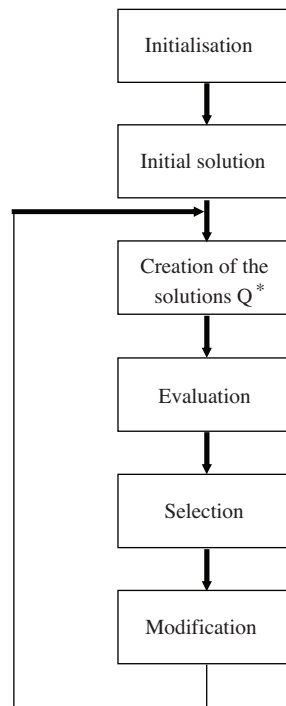 Initialisation
Initial solution
Creation of the
solutions Q*
Evaluation
Selection
Modification